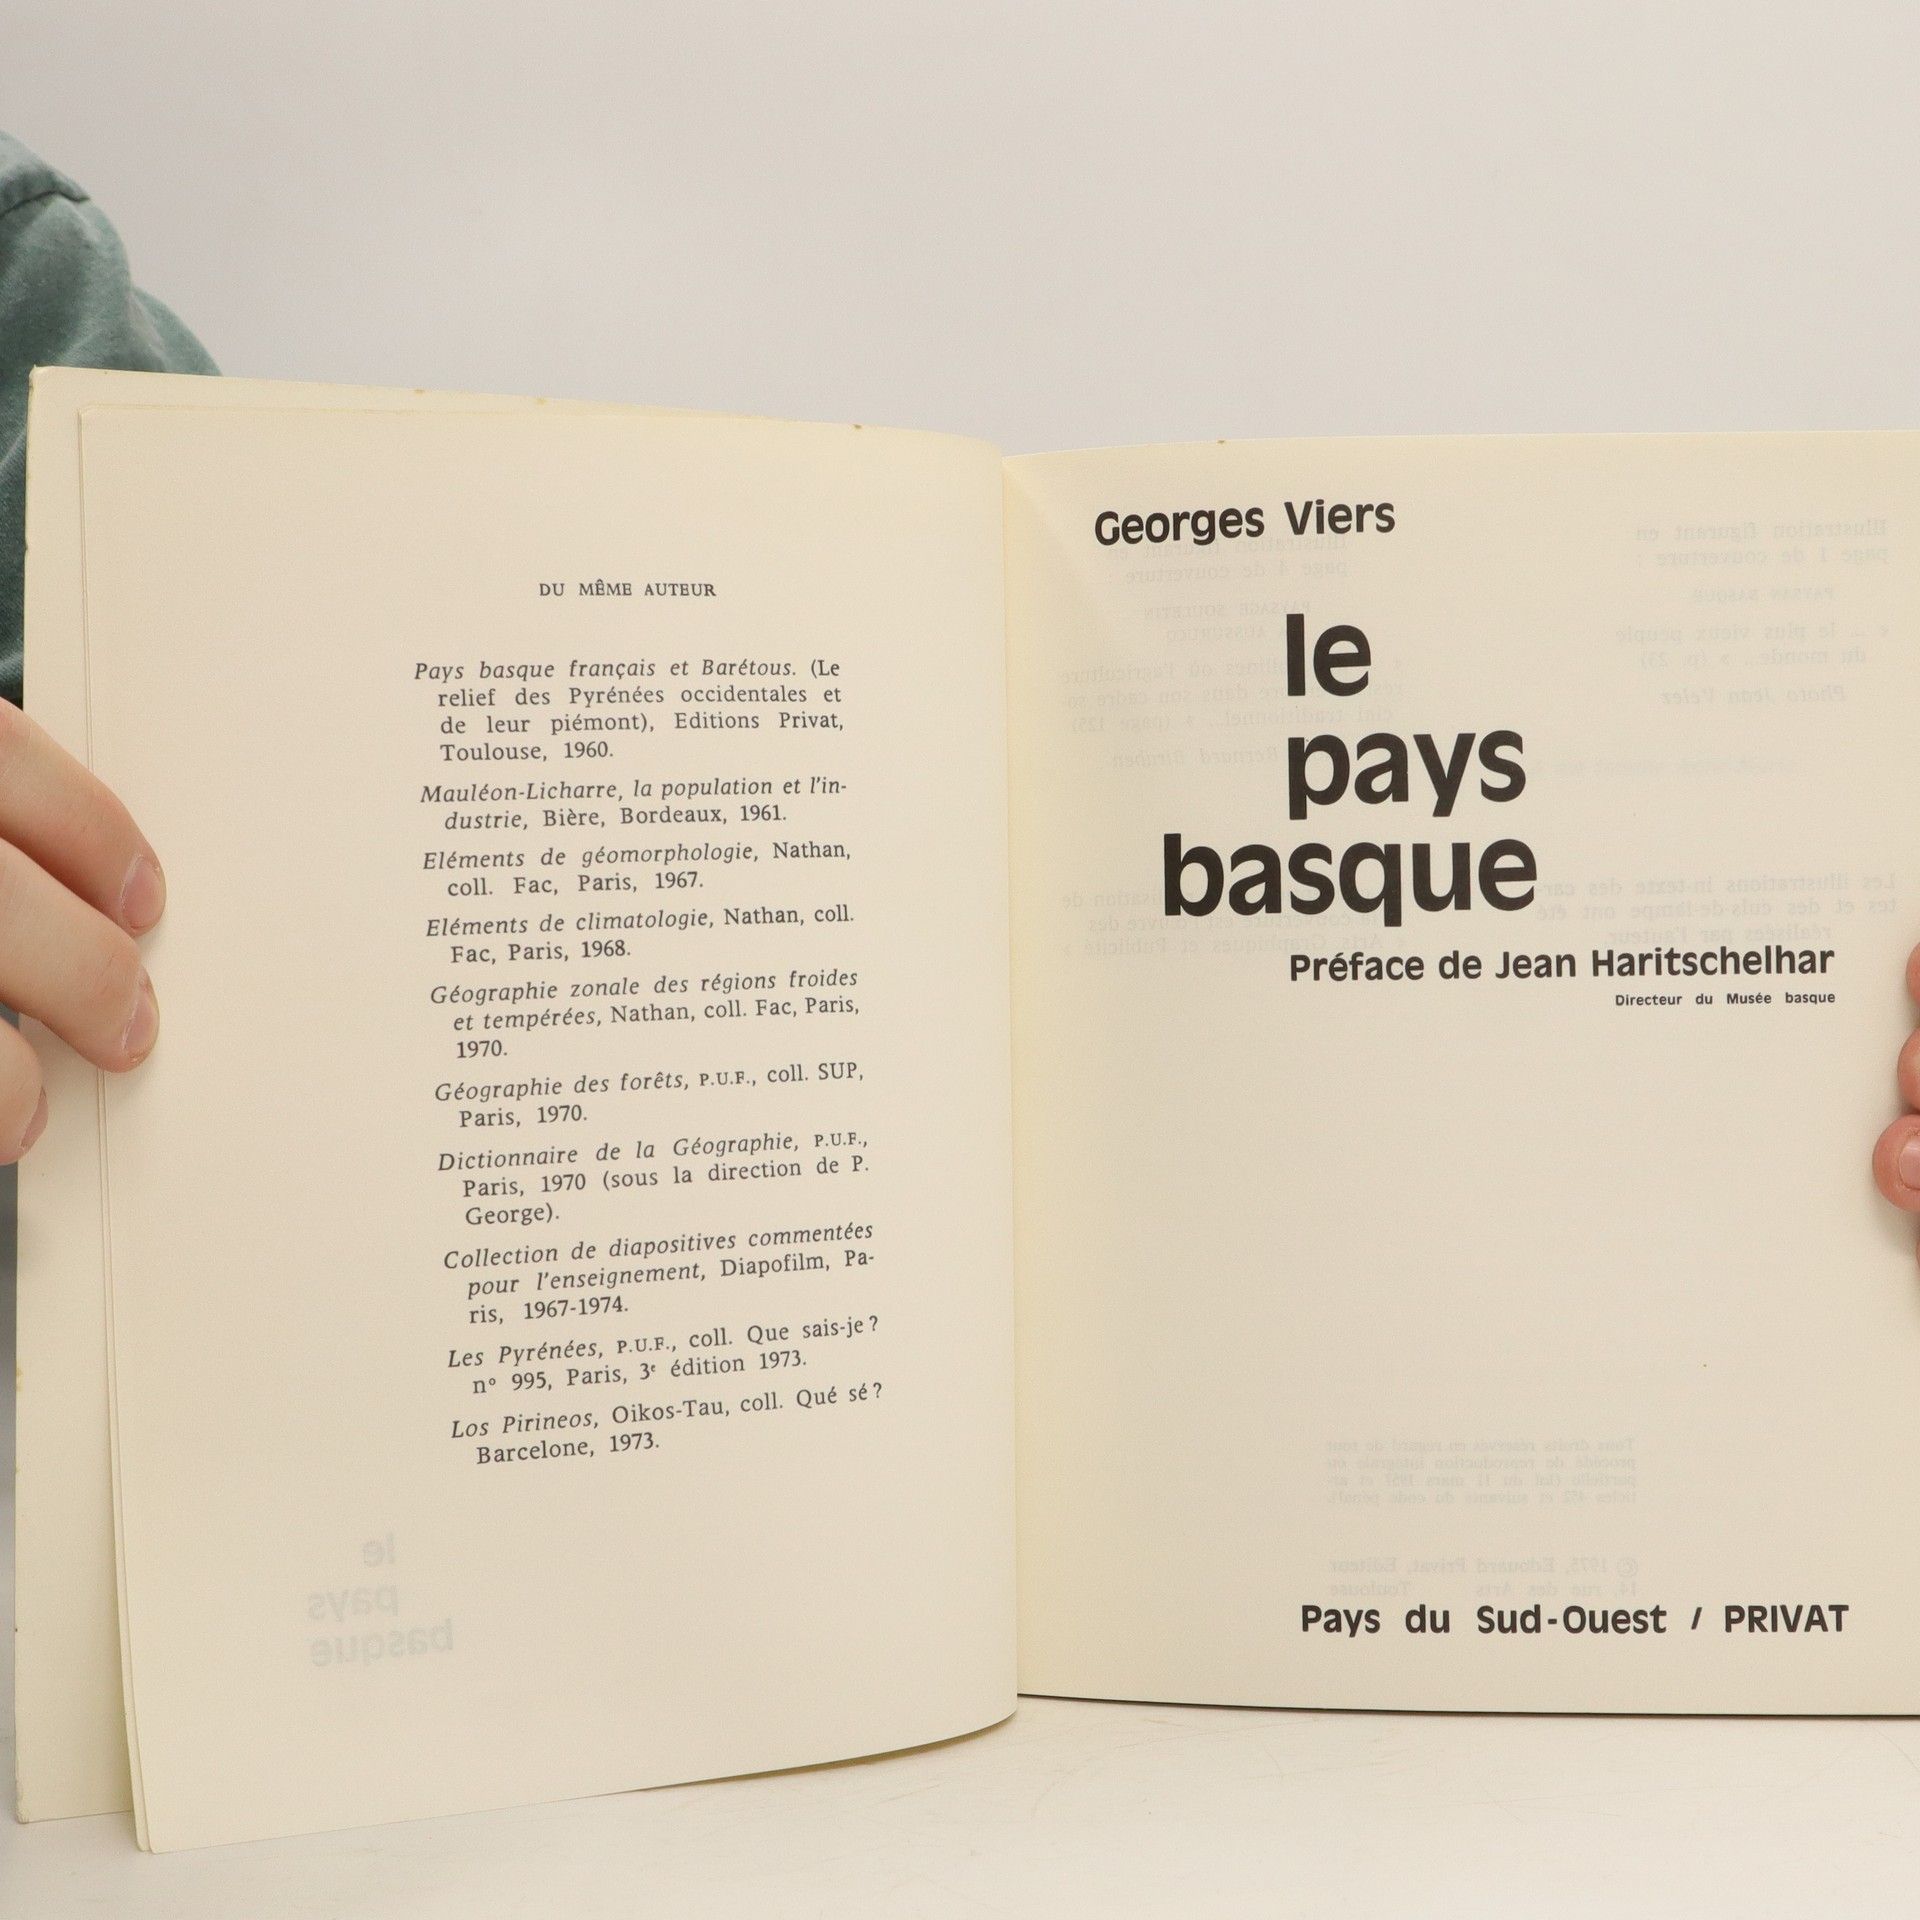 DU MÊME AUTEUR
Pays basque français et Barétous. (Le
relief des Pyrénées occidentales et
de leur piémont), Editions Privat,
Toulouse, 1960.
Mauléon-Licharre, la population et l'in-
dustrie, Bière, Bordeaux, 1961.
Eléments de géomorphologie, Nathan,
coll. Fac, Paris, 1967.
Eléments de climatologie, Nathan, coll.
Fac, Paris, 1968.
Géographie zonale des régions froides
et tempérées, Nathan, coll. Fac, Paris,
1970.
Géographie des forêts, P.U.F., coll. SUP,
Paris, 1970.
Dictionnaire de la Géographie, P.U.F.,
Paris, 1970 (sous la direction de P.
George).
Collection de diapositives commentées
pour l'enseignement, Diapofilm, Pa-
ris, 1967-1974.
Les Pyrénées, P.U.F., coll. Que sais-je ?
n° 995, Paris, 3e édition 1973.
Los Pirineos, Oikos-Tau, coll. Qué sé ?
Barcelone, 1973.
le
pays
basque
Georges Viers
le
pays
basque
Préface de Jean Haritschelhar
Directeur du Musée basque
Pays du Sud-Ouest / PRIVAT